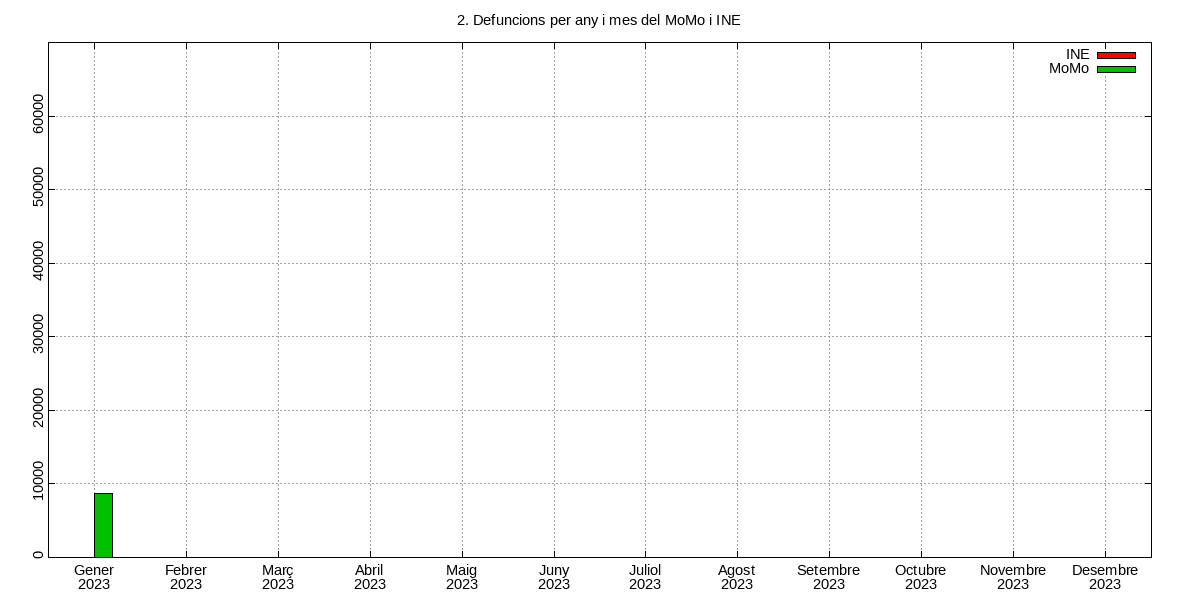 2. Defuncions per any i mes del MoMo i INE
INE
MoMo
60000
50000
40000
30000
20000
10000
0
Gener
2023
Febrer
2023
Març
2023
Abril
2023
Maig
2023
Juny
2023
Juliol
2023
Agost
2023
Setembre
2023
Octubre
2023
Novembre
2023
Desembre
2023